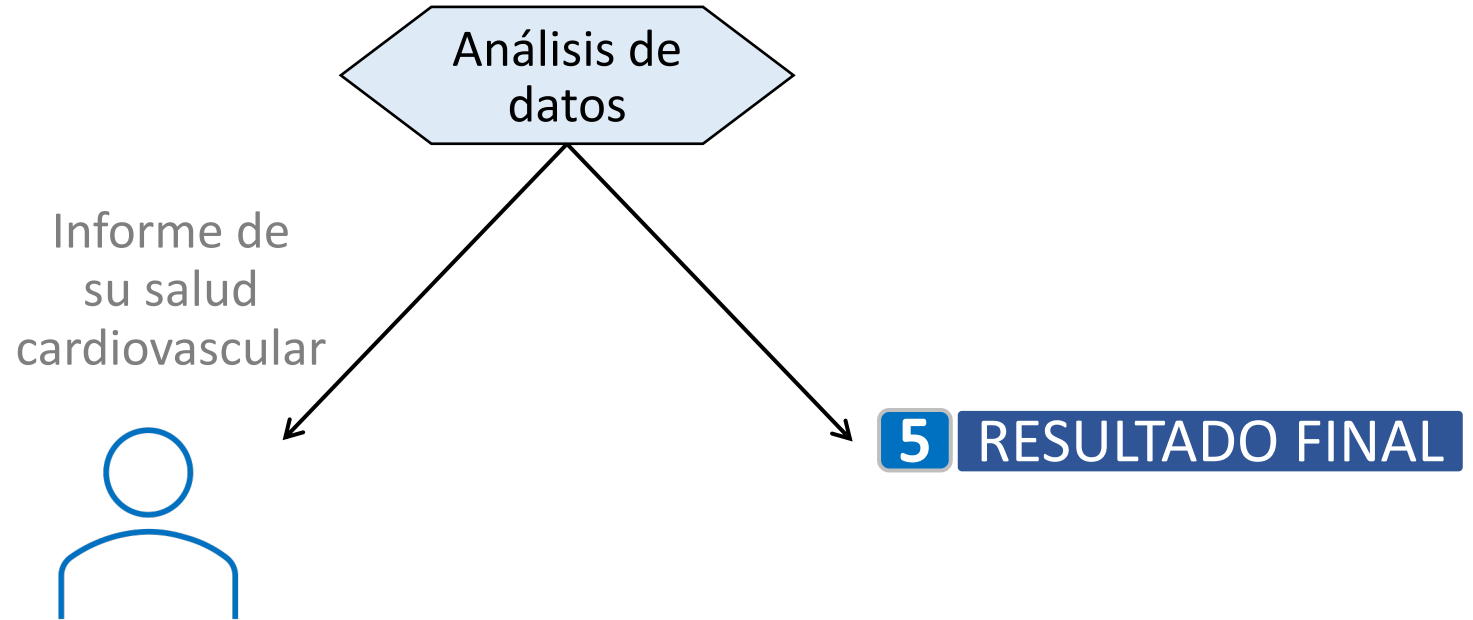 Análisis de
datos
Informe de
su salud
cardiovascular
5 RESULTADO FINAL